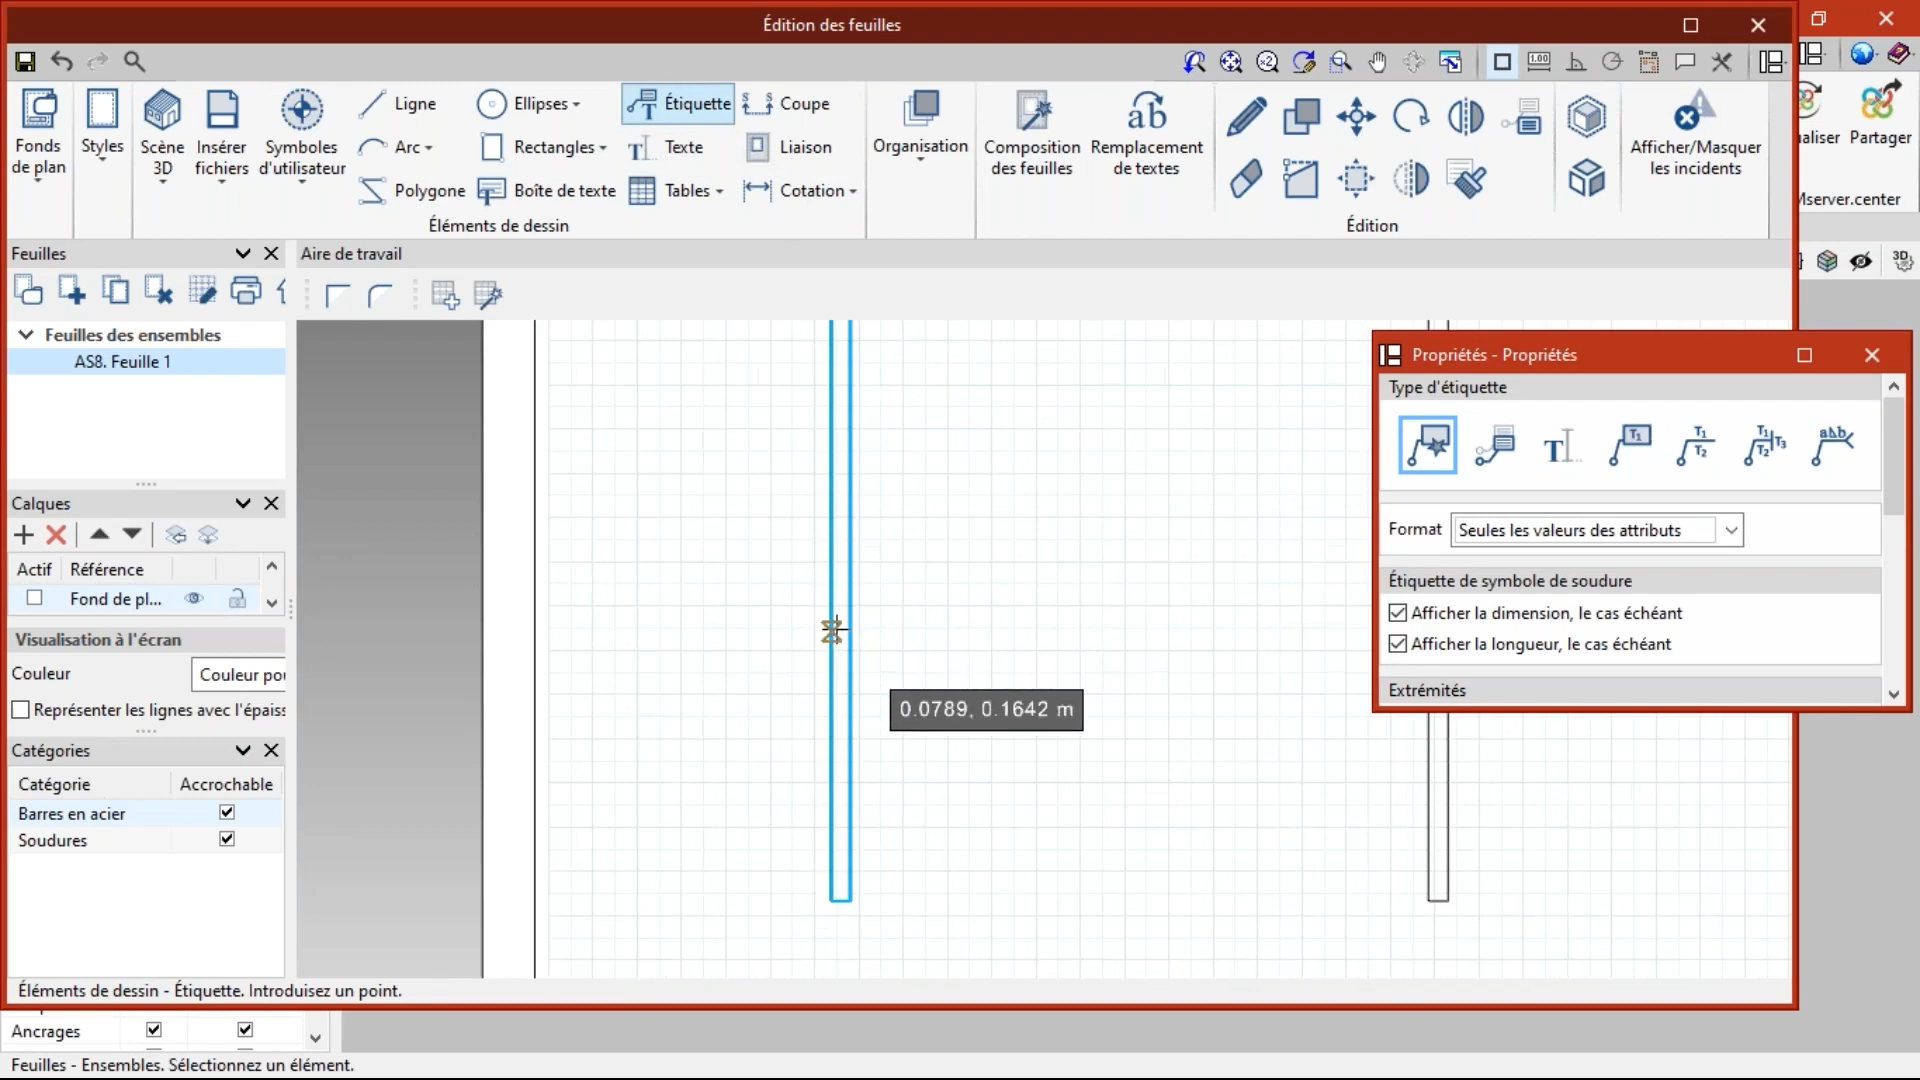 Édition des feuilles
Fonds
de plan
Styles
Scène
3D
Insérer
fichiers
Symboles
d'utilisateur
Ligne
Ellipses
Étiquette
Coupe
Arc
Rectangles
Texte
Liaison
Polygone
Boîte de texte
Tables
Cotation
Éléments de dessin
Organisation
Composition
des feuilles
Remplacement
de textes
Édition
Afficher/Masquer
les incidents
Partager
Feuilles
Aire de travail
Feuilles des ensembles
AS8. Feuille 1
Calques
Actif Référence
Fond de pl...
Visualisation à l'écran
Couleur
Couleur pou
Représenter les lignes avec l'épais
Catégories
Catégorie Accrochable
Barres en acier
Soudures
0.0789, 0.1642 m
Propriétés - Propriétés
Type d'étiquette
Format Seules les valeurs des attributs
Étiquette de symbole de soudure
Afficher la dimension, le cas échéant
Afficher la longueur, le cas échéant
Extrémités
Éléments de dessin - Étiquette. Introduisez un point.
Ancrages
Feuilles - Ensembles. Sélectionnez un élément.